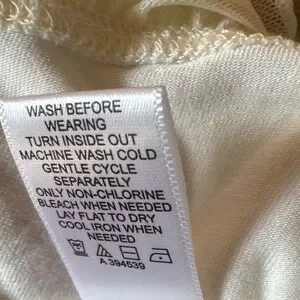 WASH BEFORE
WEARING
TURN INSIDE OUT
MACHINE WASH COLD
GENTLE CYCLE
SEPARATELY
ONLY NON-CHLORINE
BLEACH WHEN NEEDED
LAY FLAT TO DRY
COOL IRON WHEN
NEEDED
A 394539